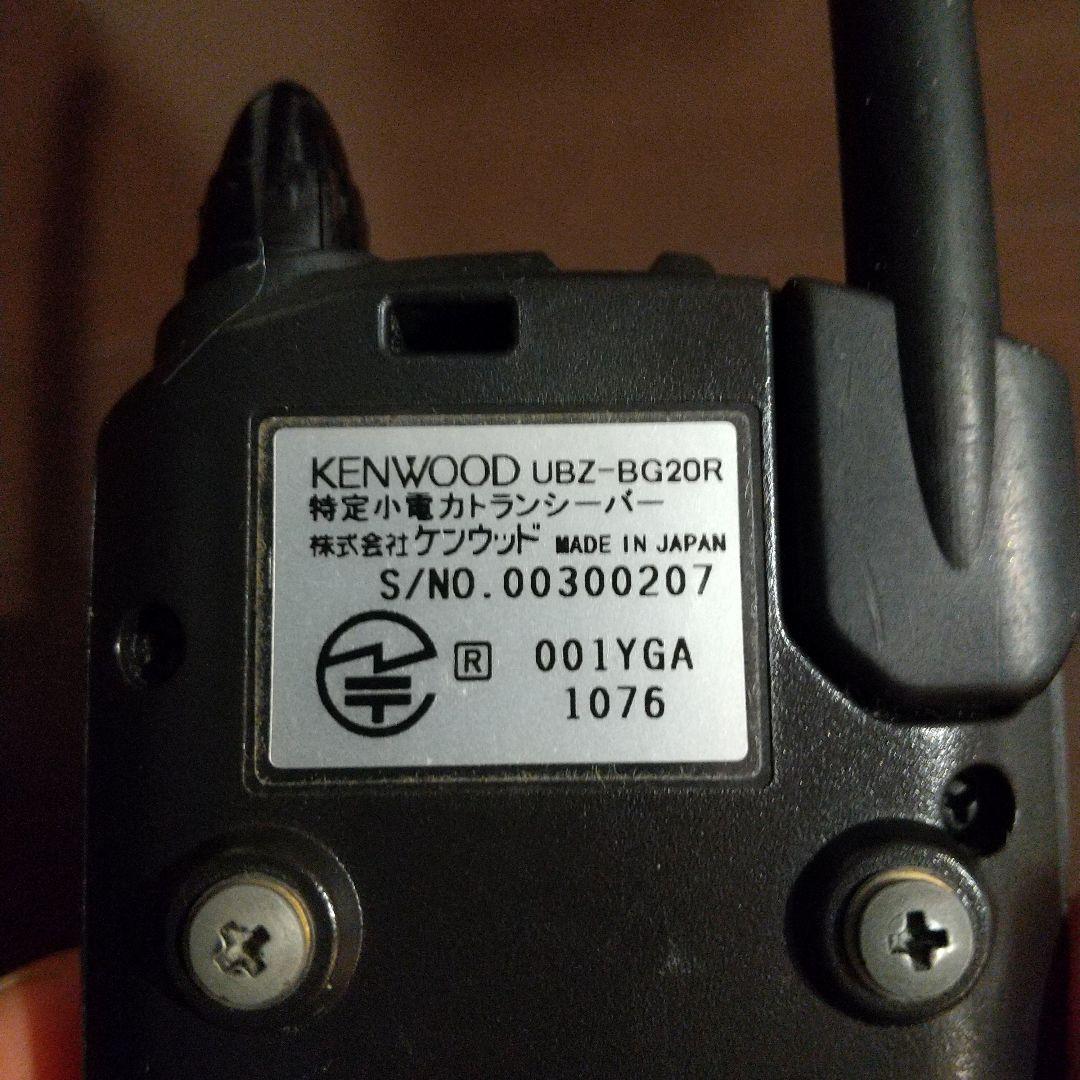 KENWOOD UBZ-BG20R
特定小電力トランシーバー
株式会社ケンウッド MADE IN JAPAN
S/NO.00300207
R 001YGA
1076